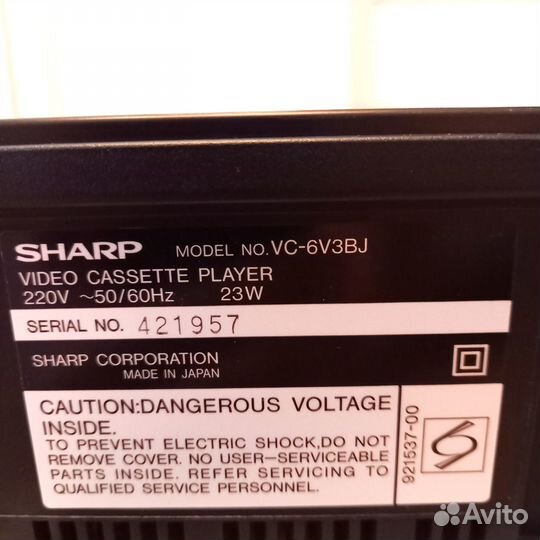 SHARP MODEL NO. VC-6V3BJ
VIDEO CASSETTE PLAYER
220V ~50/60Hz 23W
SERIAL NO. 421957
SHARP CORPORATION
MADE IN JAPAN
CAUTION:DANGEROUS VOLTAGE
INSIDE.
TO PREVENT ELECTRIC SHOCK,DO NOT
REMOVE COVER. NO USER-SERVICEABLE
PARTS INSIDE. REFER SERVICING TO
QUALIFIED SERVICE PERSONNEL.
921537-00
Avito